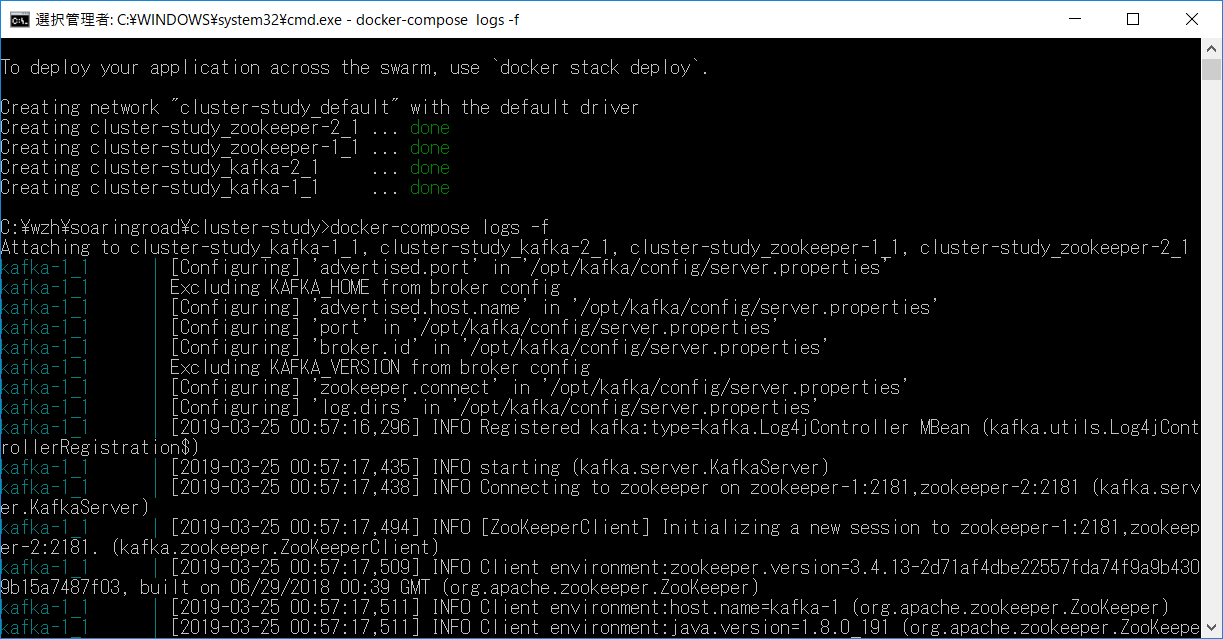 選択管理者: C:¥WINDOWS¥system32¥cmd.exe - docker-compose  logs -f
To deploy your application across the swarm, use `docker stack deploy`.
Creating network "cluster-study_default" with the default driver
Creating cluster-study_zookeeper-2_1 ... done
Creating cluster-study_zookeeper-1_1 ... done
Creating cluster-study_kafka-2_1     ... done
Creating cluster-study_kafka-1_1     ... done
C:¥wzh¥soaringroad¥cluster-study>docker-compose logs -f
Attaching to cluster-study_kafka-1_1, cluster-study_kafka-2_1, cluster-study_zookeeper-1_1, cluster-study_zookeeper-2_1
kafka-1_1      | [Configuring] 'advertised.port' in '/opt/kafka/config/server.properties'
kafka-1_1      | Excluding KAFKA_HOME from broker config
kafka-1_1      | [Configuring] 'advertised.host.name' in '/opt/kafka/config/server.properties'
kafka-1_1      | [Configuring] 'port' in '/opt/kafka/config/server.properties'
kafka-1_1      | [Configuring] 'broker.id' in '/opt/kafka/config/server.properties'
kafka-1_1      | Excluding KAFKA_VERSION from broker config
kafka-1_1      | [Configuring] 'zookeeper.connect' in '/opt/kafka/config/server.properties'
kafka-1_1      | [Configuring] 'log.dirs' in '/opt/kafka/config/server.properties'
kafka-1_1      | [2019-03-25 00:57:16,296] INFO Registered kafka:type=kafka.Log4jController MBean (kafka.utils.Log4jCont
rollerRegistration$)
kafka-1_1      | [2019-03-25 00:57:17,435] INFO starting (kafka.server.KafkaServer)
kafka-1_1      | [2019-03-25 00:57:17,438] INFO Connecting to zookeeper on zookeeper-1:2181,zookeeper-2:2181 (kafka.serv
er.KafkaServer)
kafka-1_1      | [2019-03-25 00:57:17,494] INFO [ZooKeeperClient] Initializing a new session to zookeeper-1:2181,zookeep
er-2:2181. (kafka.zookeeper.ZooKeeperClient)
kafka-1_1      | [2019-03-25 00:57:17,509] INFO Client environment:zookeeper.version=3.4.13-2d71af4dbe22557fda74f9a9b430
9b15a7487f03, built on 06/29/2018 00:39 GMT (org.apache.zookeeper.ZooKeeper)
kafka-1_1      | [2019-03-25 00:57:17,511] INFO Client environment:host.name=kafka-1 (org.apache.zookeeper.ZooKeeper)
kafka-1_1      | [2019-03-25 00:57:17,511] INFO Client environment:java.version=1.8.0_191 (org.apache.zookeeper.ZooKeepe